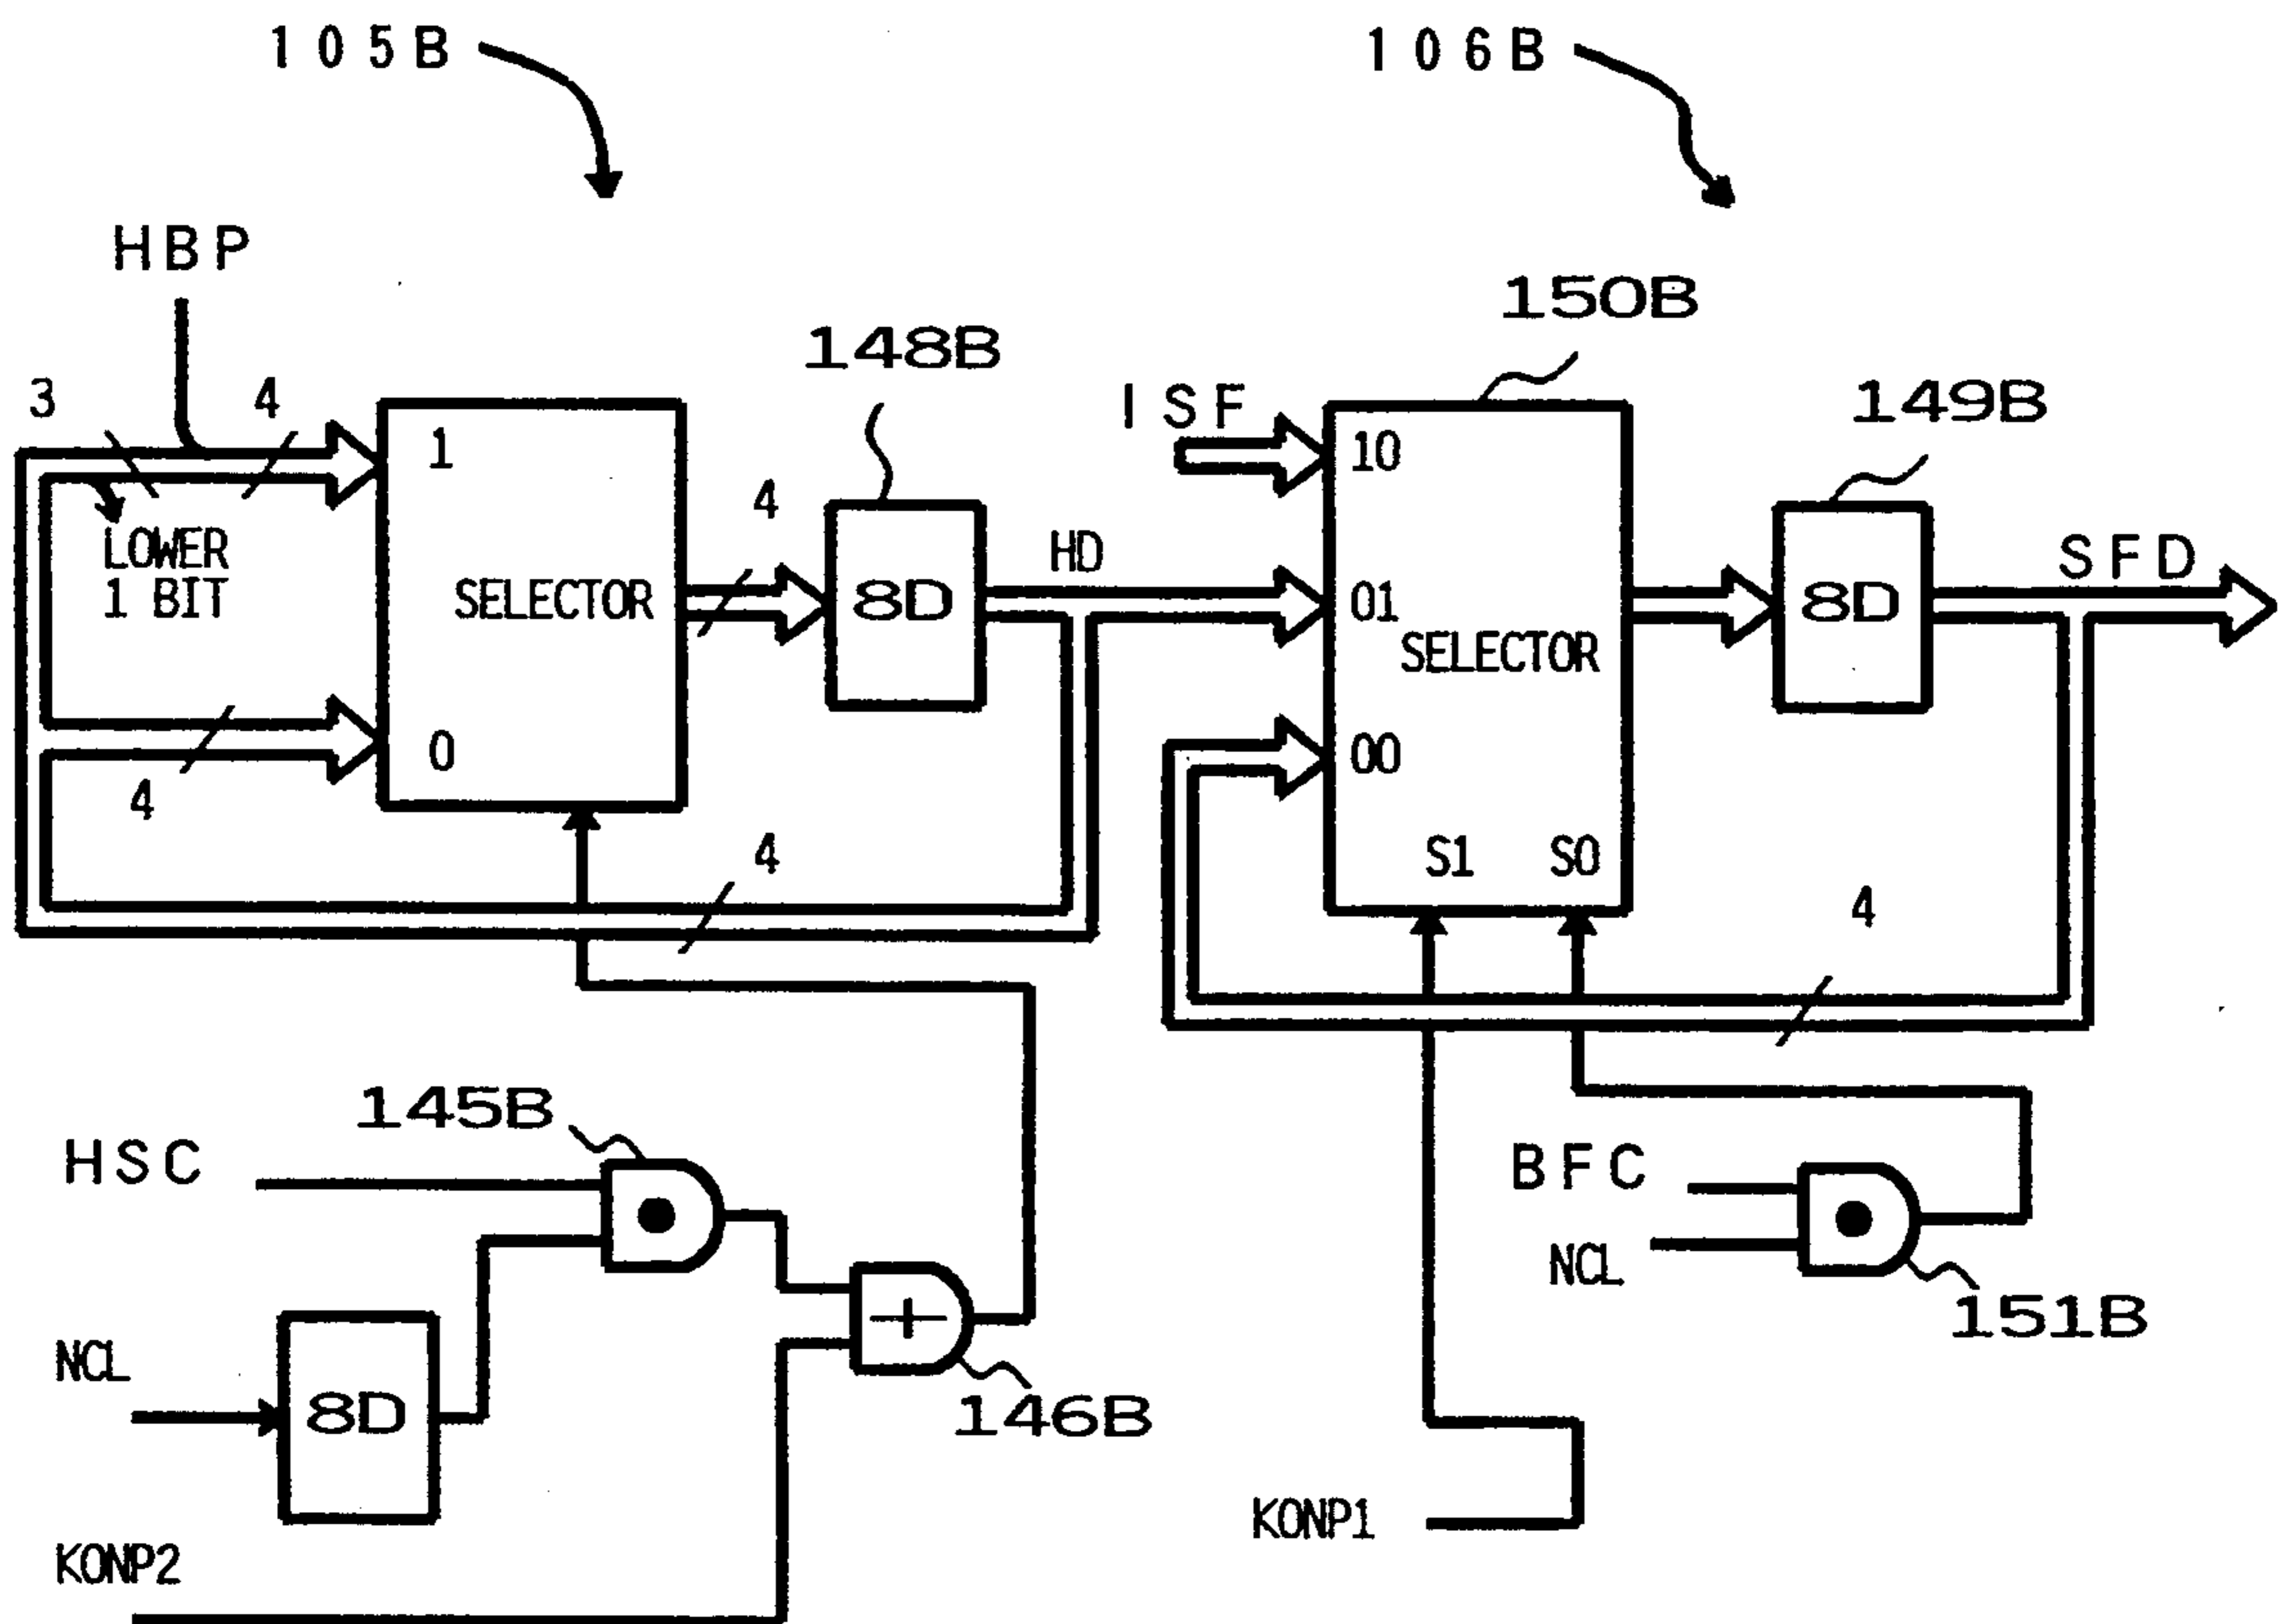 105B
106B
HBP
150B
148B
149B
3
4
ISF
1
10
4
HD
SFD
LOWER
1 BIT
SELECTOR
8D
01
SELECTOR
8D
0
00
4
4
S1
S0
4
145B
HSC
BFC
NCL
151B
NCL
8D
146B
KONP1
KONP2